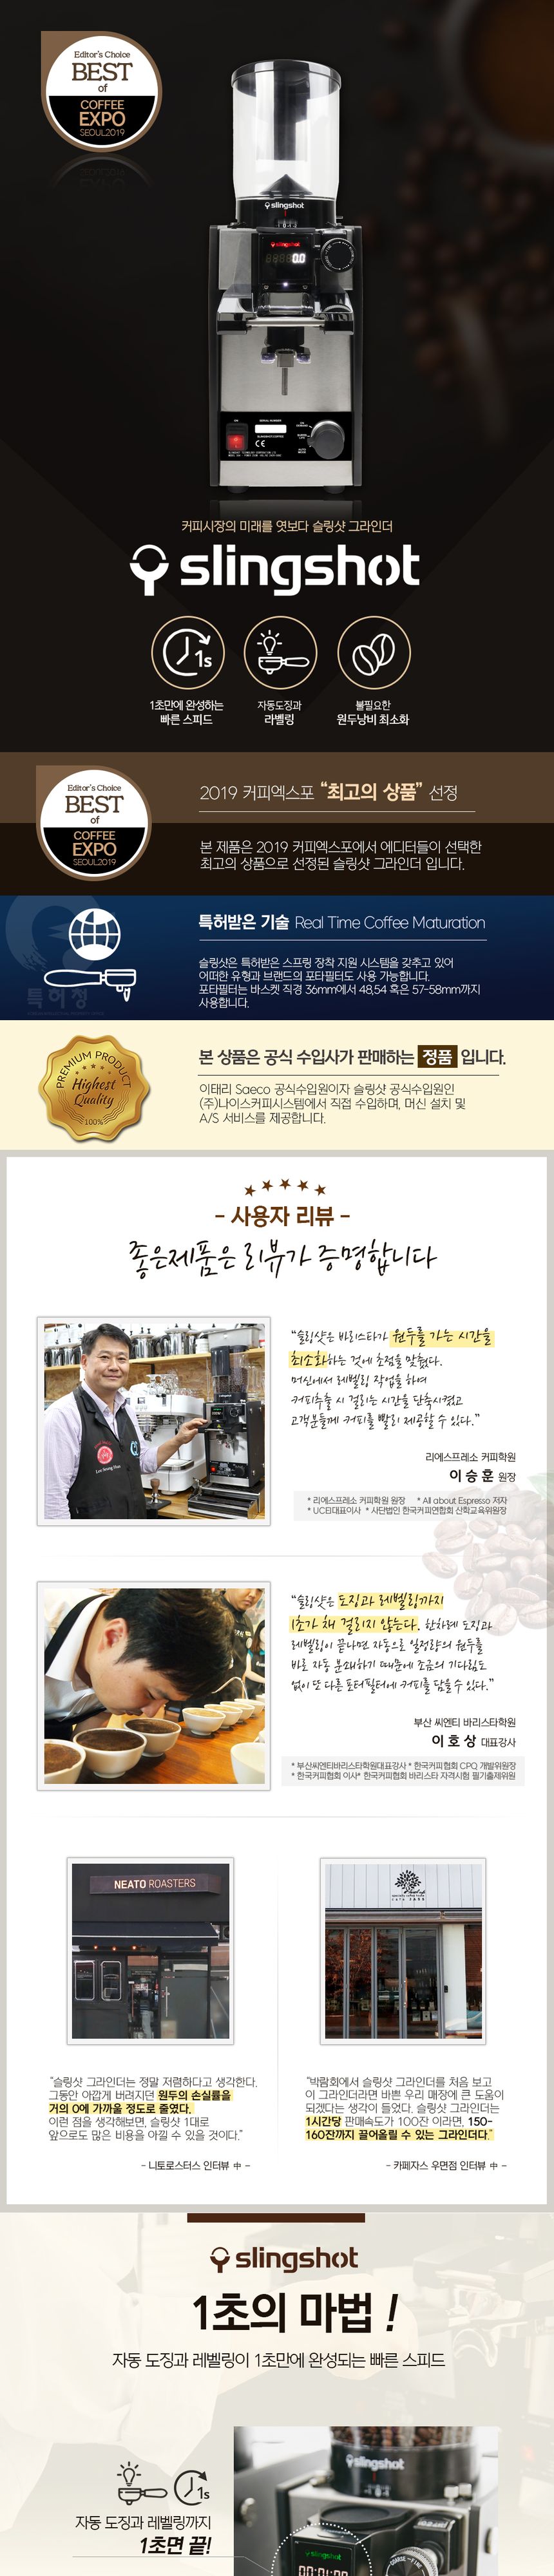 Editor's Choice
BEST
of
COFFEE
EXPO
SEOUL2019
slingshot
slingshot
0.0
CE
커피시장의 미래를 엿보다 슬링샷 그라인더
slingshot
1s
1초만에 완성하는
빠른 스피드
자동도징과
라벨링
불필요한
원두낭비 최소화
Editor's Choice
BEST
of
COFFEE
EXPO
SEOUL2019
2019 커피엑스포 “최고의 상품” 선정
본 제품은 2019 커피엑스포에서 에디터들이 선택한
최고의 상품으로 선정된 슬링샷 그라인더 입니다.
특허청
특허받은 기술 Real Time Coffee Maturation
슬링샷은 특허받은 스프링 장착 지원 시스템을 갖추고 있어
어떠한 유형과 브랜드의 포타필터도 사용 가능합니다.
포타필터는 바스켓 직경 36mm에서 48,54 혹은 57-58mm까지
사용합니다.
PREMIUM PRODUCT
Highest
Quality
100%
본 상품은 공식 수입사가 판매하는 정품 입니다.
이태리 Saeco 공식수입원이자 슬링샷 공식수입원인
(주)나이스커피시스템에서 직접 수입하며, 머신 설치 및
A/S 서비스를 제공합니다.
- 사용자 리뷰 -
좋은제품은 리뷰가 증명합니다
“슬링샷은 바리스타가 원두를 가는 시간을
최소화하는 것에 초점을 맞췄다.
머신에서 레벨링 작업을 하여
커피추출 시 걸리는 시간을 단축시켰고
고객분들께 커피를 빨리 제공할 수 있다.”
리에스프레소 커피학원
이 승 훈 원장
* 리에스프레소 커피학원 원장 * All about Espresso 저자
* UCEI대표이사 * 사단법인 한국커피연합회 산학교육위원장
“슬링샷은 도징과 레벨링까지
1초가 채 걸리지 않는다. 한차례 도징과
레벨링이 끝나면 자동으로 일정량의 원두를
바로 자동 분쇄하기 때문에 조금의 기다림도
없이 또 다른 포터필터에 커피를 담을 수 있다.”
부산 씨엔티 바리스타학원
이 호 상 대표강사
* 부산씨엔티바리스타학원대표강사 * 한국커피협회 CPQ 개발위원장
* 한국커피협회 이사* 한국커피협회 바리스타 자격시험 필기출제위원
NEATO ROASTERS
“슬링샷 그라인더는 정말 저렴하다고 생각한다.
그동안 아깝게 버려지던 원두의 손실률을
거의 0에 가까울 정도로 줄였다.
이런 점을 생각해보면, 슬링샷 1대로
앞으로도 많은 비용을 아낄 수 있을 것이다.”
- 니토로스터스 인터뷰 中 -
“박람회에서 슬링샷 그라인더를 처음 보고
이 그라인더라면 바쁜 우리 매장에 큰 도움이
되겠다는 생각이 들었다. 슬링샷 그라인더는
1시간당 판매속도가 100잔 이라면, 150-
160잔까지 끌어올릴 수 있는 그라인더다.”
- 카페자스 우면점 인터뷰 中 -
slingshot
1초의 마법 !
자동 도징과 레벨링이 1초만에 완성되는 빠른 스피드
1s
자동 도징과 레벨링까지
1초면 끝!
slingshot
slingshot
COARSE
FINE